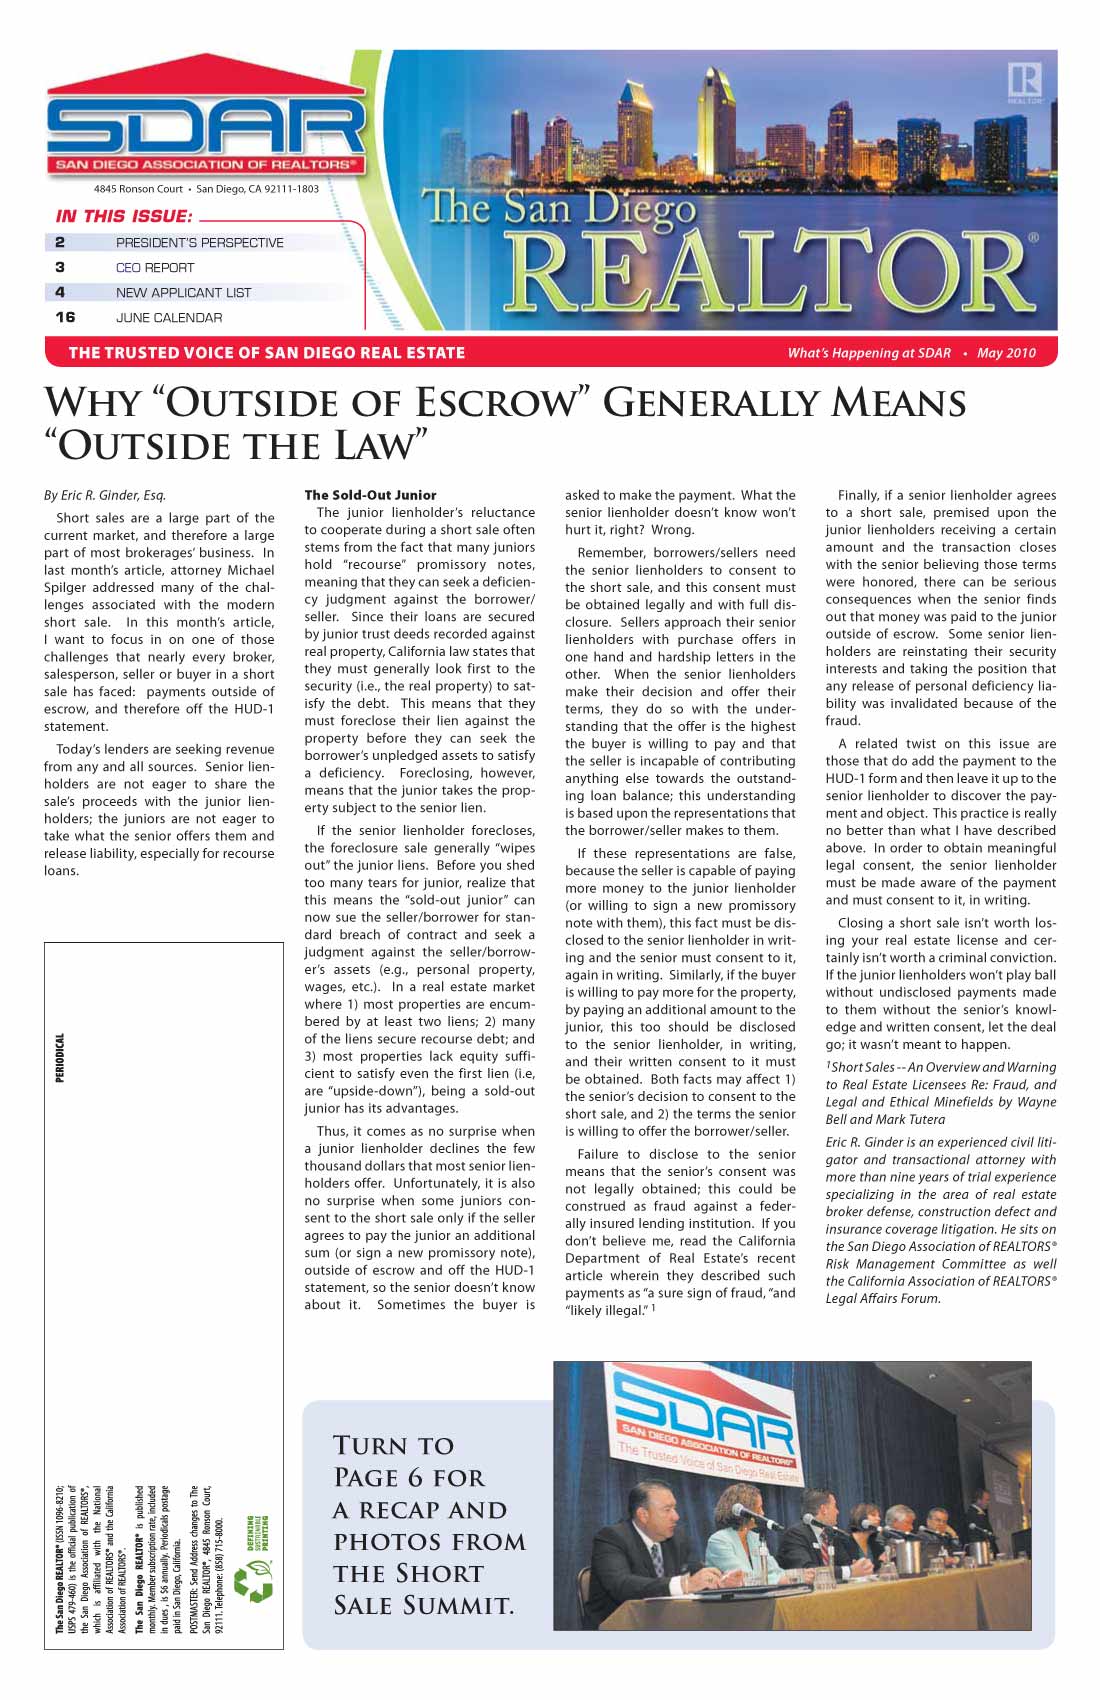 SDAR
SAN DIEGO ASSOCIATION OF REALTORS®
4845 Ronson Court • San Diego, CA 92111-1803
IN THIS ISSUE:
2 PRESIDENT'S PERSPECTIVE
3 CEO REPORT
4 NEW APPLICANT LIST
16 JUNE CALENDAR
R
REALTOR®
The San Diego
REALTOR®
THE TRUSTED VOICE OF SAN DIEGO REAL ESTATE
What's Happening at SDAR • May 2010
WHY “OUTSIDE OF ESCROW” GENERALLY MEANS
“OUTSIDE THE LAW”
By Eric R. Ginder, Esq.
Short sales are a large part of the
current market, and therefore a large
part of most brokerages' business. In
last month's article, attorney Michael
Spilger addressed many of the chal-
lenges associated with the modern
short sale. In this month's article,
I want to focus in on one of those
challenges that nearly every broker,
salesperson, seller or buyer in a short
sale has faced: payments outside of
escrow, and therefore off the HUD-1
statement.
Today's lenders are seeking revenue
from any and all sources. Senior lien-
holders are not eager to share the
sale's proceeds with the junior lien-
holders; the juniors are not eager to
take what the senior offers them and
release liability, especially for recourse
loans.
The Sold-Out Junior
The junior lienholder's reluctance
to cooperate during a short sale often
stems from the fact that many juniors
hold “recourse” promissory notes,
meaning that they can seek a deficien-
cy judgment against the borrower/
seller. Since their loans are secured
by junior trust deeds recorded against
real property, California law states that
they must generally look first to the
security (i.e., the real property) to sat-
isfy the debt. This means that they
must foreclose their lien against the
property before they can seek the
borrower's unpledged assets to satisfy
a deficiency. Foreclosing, however,
means that the junior takes the prop-
erty subject to the senior lien.
If the senior lienholder forecloses,
the foreclosure sale generally “wipes
out” the junior liens. Before you shed
too many tears for junior, realize that
this means the “sold-out junior” can
now sue the seller/borrower for stan-
dard breach of contract and seek a
judgment against the seller/borrow-
er's assets (e.g., personal property,
wages, etc.). In a real estate market
where 1) most properties are encum-
bered by at least two liens; 2) many
of the liens secure recourse debt; and
3) most properties lack equity suffi-
cient to satisfy even the first lien (i.e,
are “upside-down”), being a sold-out
junior has its advantages.
Thus, it comes as no surprise when
a junior lienholder declines the few
thousand dollars that most senior lien-
holders offer. Unfortunately, it is also
no surprise when some juniors con-
sent to the short sale only if the seller
agrees to pay the junior an additional
sum (or sign a new promissory note),
outside of escrow and off the HUD-1
statement, so the senior doesn't know
about it. Sometimes the buyer is
asked to make the payment. What the
senior lienholder doesn't know won't
hurt it, right? Wrong.
Remember, borrowers/sellers need
the senior lienholders to consent to
the short sale, and this consent must
be obtained legally and with full dis-
closure. Sellers approach their senior
lienholders with purchase offers in
one hand and hardship letters in the
other. When the senior lienholders
make their decision and offer their
terms, they do so with the under-
standing that the offer is the highest
the buyer is willing to pay and that
the seller is incapable of contributing
anything else towards the outstand-
ing loan balance; this understanding
is based upon the representations that
the borrower/seller makes to them.
If these representations are false,
because the seller is capable of paying
more money to the junior lienholder
(or willing to sign a new promissory
note with them), this fact must be dis-
closed to the senior lienholder in writ-
ing and the senior must consent to it,
again in writing. Similarly, if the buyer
is willing to pay more for the property,
by paying an additional amount to the
junior, this too should be disclosed
to the senior lienholder, in writing,
and their written consent to it must
be obtained. Both facts may affect 1)
the senior's decision to consent to the
short sale, and 2) the terms the senior
is willing to offer the borrower/seller.
Failure to disclose to the senior
means that the senior's consent was
not legally obtained; this could be
construed as fraud against a feder-
ally insured lending institution. If you
don't believe me, read the California
Department of Real Estate's recent
article wherein they described such
payments as “a sure sign of fraud, ”and
“likely illegal.” 1
Finally, if a senior lienholder agrees
to a short sale, premised upon the
junior lienholders receiving a certain
amount and the transaction closes
with the senior believing those terms
were honored, there can be serious
consequences when the senior finds
out that money was paid to the junior
outside of escrow. Some senior lien-
holders are reinstating their security
interests and taking the position that
any release of personal deficiency lia-
bility was invalidated because of the
fraud.
A related twist on this issue are
those that do add the payment to the
HUD-1 form and then leave it up to the
senior lienholder to discover the pay-
ment and object. This practice is really
no better than what I have described
above. In order to obtain meaningful
legal consent, the senior lienholder
must be made aware of the payment
and must consent to it, in writing.
Closing a short sale isn't worth los-
ing your real estate license and cer-
tainly isn't worth a criminal conviction.
If the junior lienholders won't play ball
without undisclosed payments made
to them without the senior's knowl-
edge and written consent, let the deal
go; it wasn't meant to happen.
1Short Sales -- An Overview and Warning
to Real Estate Licensees Re: Fraud, and
Legal and Ethical Minefields by Wayne
Bell and Mark Tutera
Eric R. Ginder is an experienced civil liti-
gator and transactional attorney with
more than nine years of trial experience
specializing in the area of real estate
broker defense, construction defect and
insurance coverage litigation. He sits on
the San Diego Association of REALTORS®
Risk Management Committee as well
the California Association of REALTORS®
Legal Affairs Forum.
PERIODICAL
The San Diego REALTOR® (ISSN 1096-8210;
USPS 479-460) is the official publication of
the San Diego Association of REALTORS®,
which is affiliated with the National
Association of REALTORS® and the California
Association of REALTORS®.
The San Diego REALTOR® is published
monthly. Member subscription rate, included
in dues , is $6 annually. Periodicals postage
paid in San Diego, California.
POSTMASTER: Send Address changes to The
San Diego REALTOR®, 4845 Ronson Court,
92111. Telephone: (858) 715-8000.
DEFINING
SUSTAINABLE
PRINTING
TURN TO
PAGE 6 FOR
A RECAP AND
PHOTOS FROM
THE SHORT
SALE SUMMIT.
SDAR
SAN DIEGO ASSOCIATION OF REALTORS®
The Trusted Voice of San Diego Real Estate